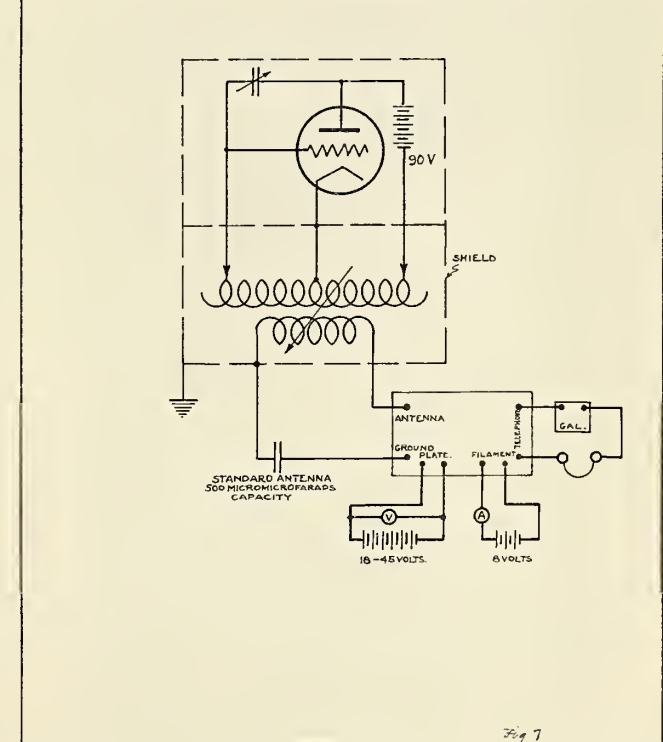 90 V
SHIELD
ANTENNA
TELEPHONE
GAL.
GROUND
PLATE.
FILAMENT
STANDARD ANTENNA
500 MICROMICROFARADS
CAPACITY
V
A
18-45 VOLTS.
8 VOLTS
Fig 7